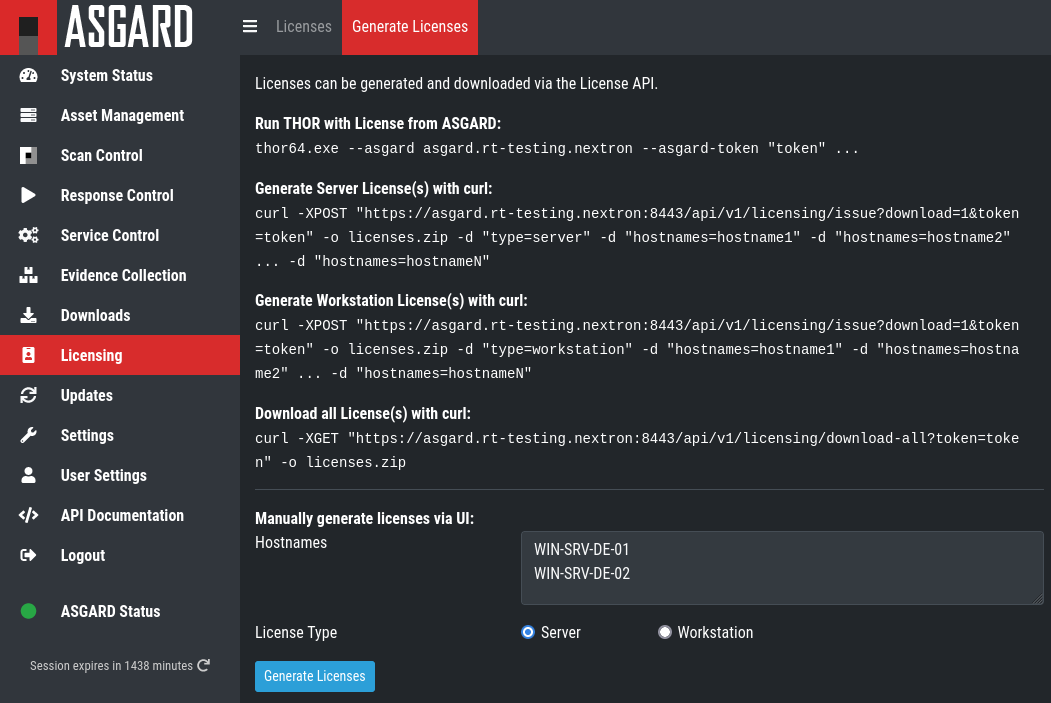 ASGARD
Licenses
Generate Licenses
System Status
Asset Management
Scan Control
Response Control
Service Control
Evidence Collection
Downloads
Licensing
Updates
Settings
User Settings
API Documentation
Logout
ASGARD Status
Session expires in 1438 minutes
Licenses can be generated and downloaded via the License API.
Run THOR with License from ASGARD:
thor64.exe --asgard asgard.rt-testing.nextron --asgard-token "token" ...
Generate Server License(s) with curl:
curl -XPOST "https://asgard.rt-testing.nextron:8443/api/v1/licensing/issue?download=1&token
=token" -o licenses.zip -d "type=server" -d "hostnames=hostname1" -d "hostnames=hostname2"
... -d "hostnames=hostnameN"
Generate Workstation License(s) with curl:
curl -XPOST "https://asgard.rt-testing.nextron:8443/api/v1/licensing/issue?download=1&token
=token" -o licenses.zip -d "type=workstation" -d "hostnames=hostname1" -d "hostnames=hostna
me2" ... -d "hostnames=hostnameN"
Download all License(s) with curl:
curl -XGET "https://asgard.rt-testing.nextron:8443/api/v1/licensing/download-all?token=toke
n" -o licenses.zip
Manually generate licenses via UI:
Hostnames
WIN-SRV-DE-01
WIN-SRV-DE-02
License Type
Server
Workstation
Generate Licenses